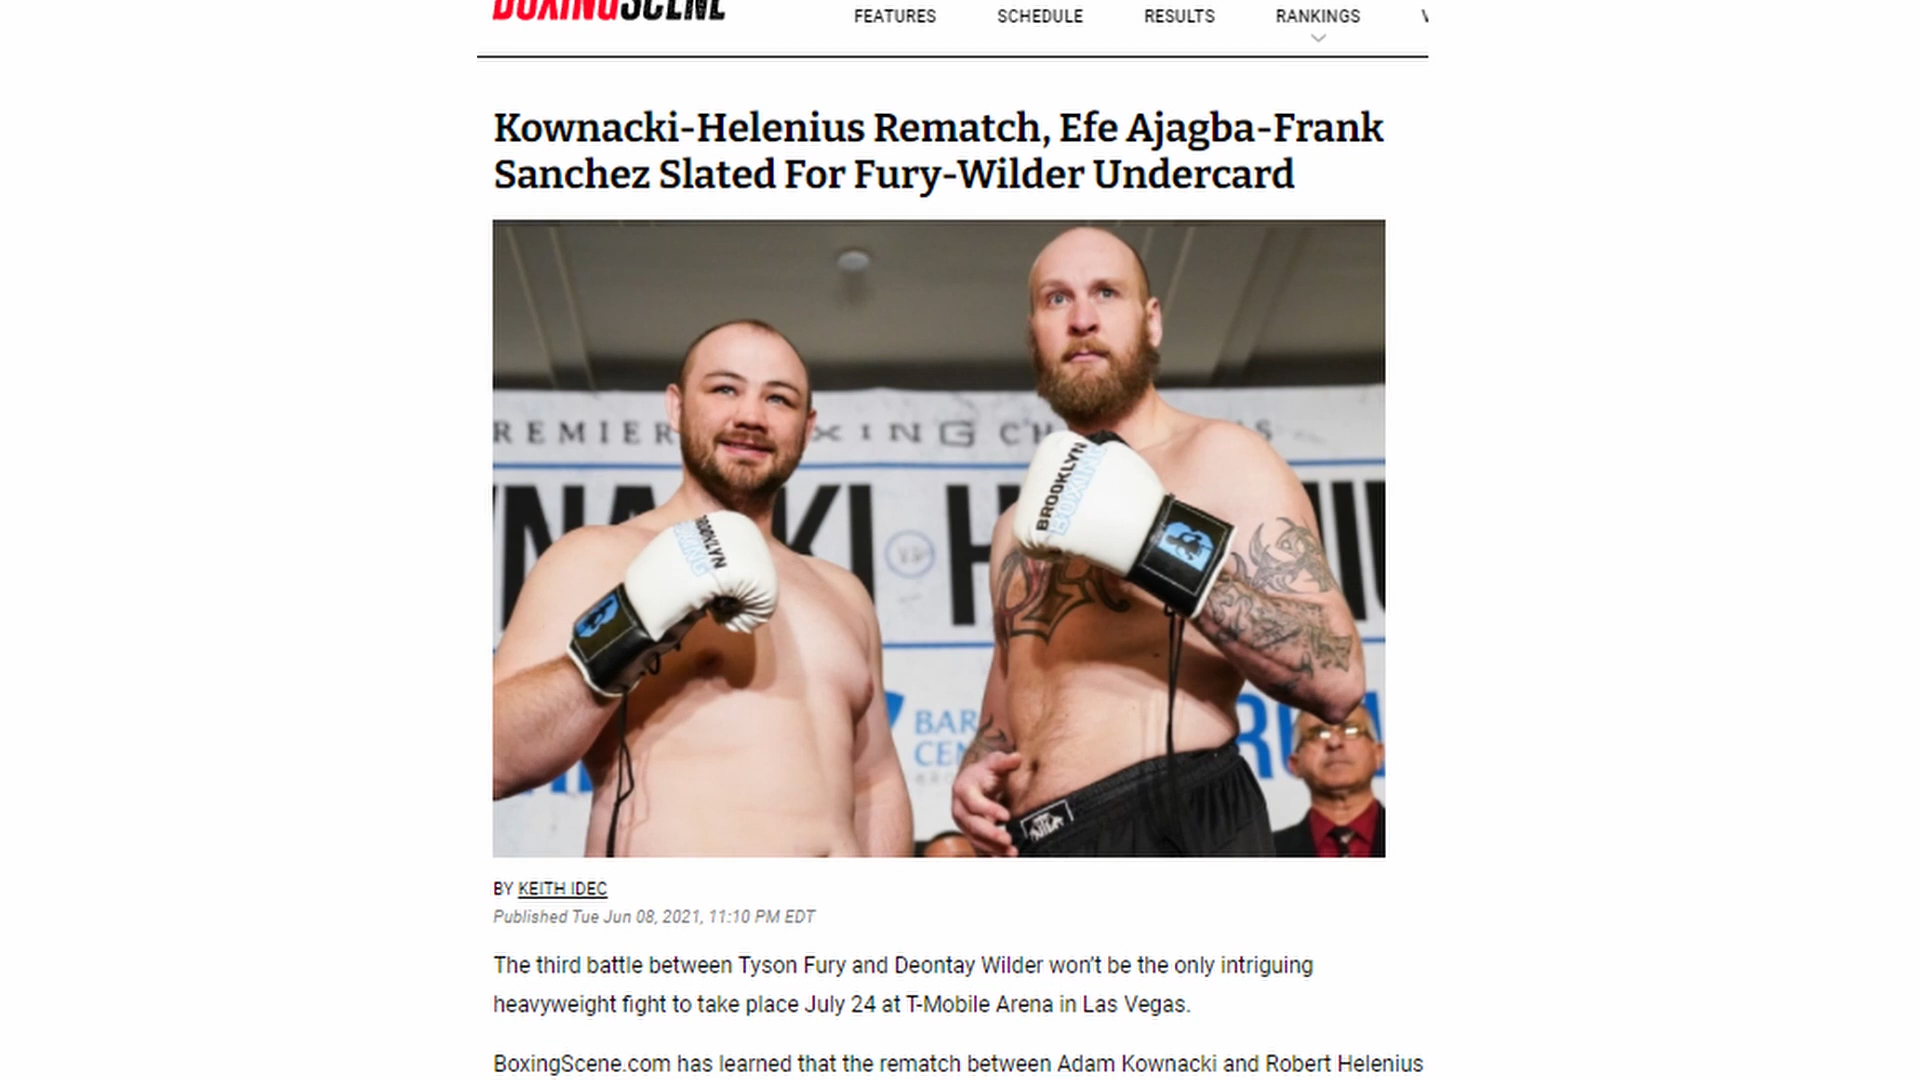 BOXINGSCENE
FEATURES SCHEDULE RESULTS RANKINGS
Kownacki-Helenius Rematch, Efe Ajagba-Frank
Sanchez Slated For Fury-Wilder Undercard
BROOKLYN
BOXING
BROOKLYN
BOXING
BY KEITH IDEC
Published Tue Jun 08, 2021, 11:10 PM EDT
The third battle between Tyson Fury and Deontay Wilder won't be the only intriguing
heavyweight fight to take place July 24 at T-Mobile Arena in Las Vegas.
BoxingScene.com has learned that the rematch between Adam Kownacki and Robert Helenius